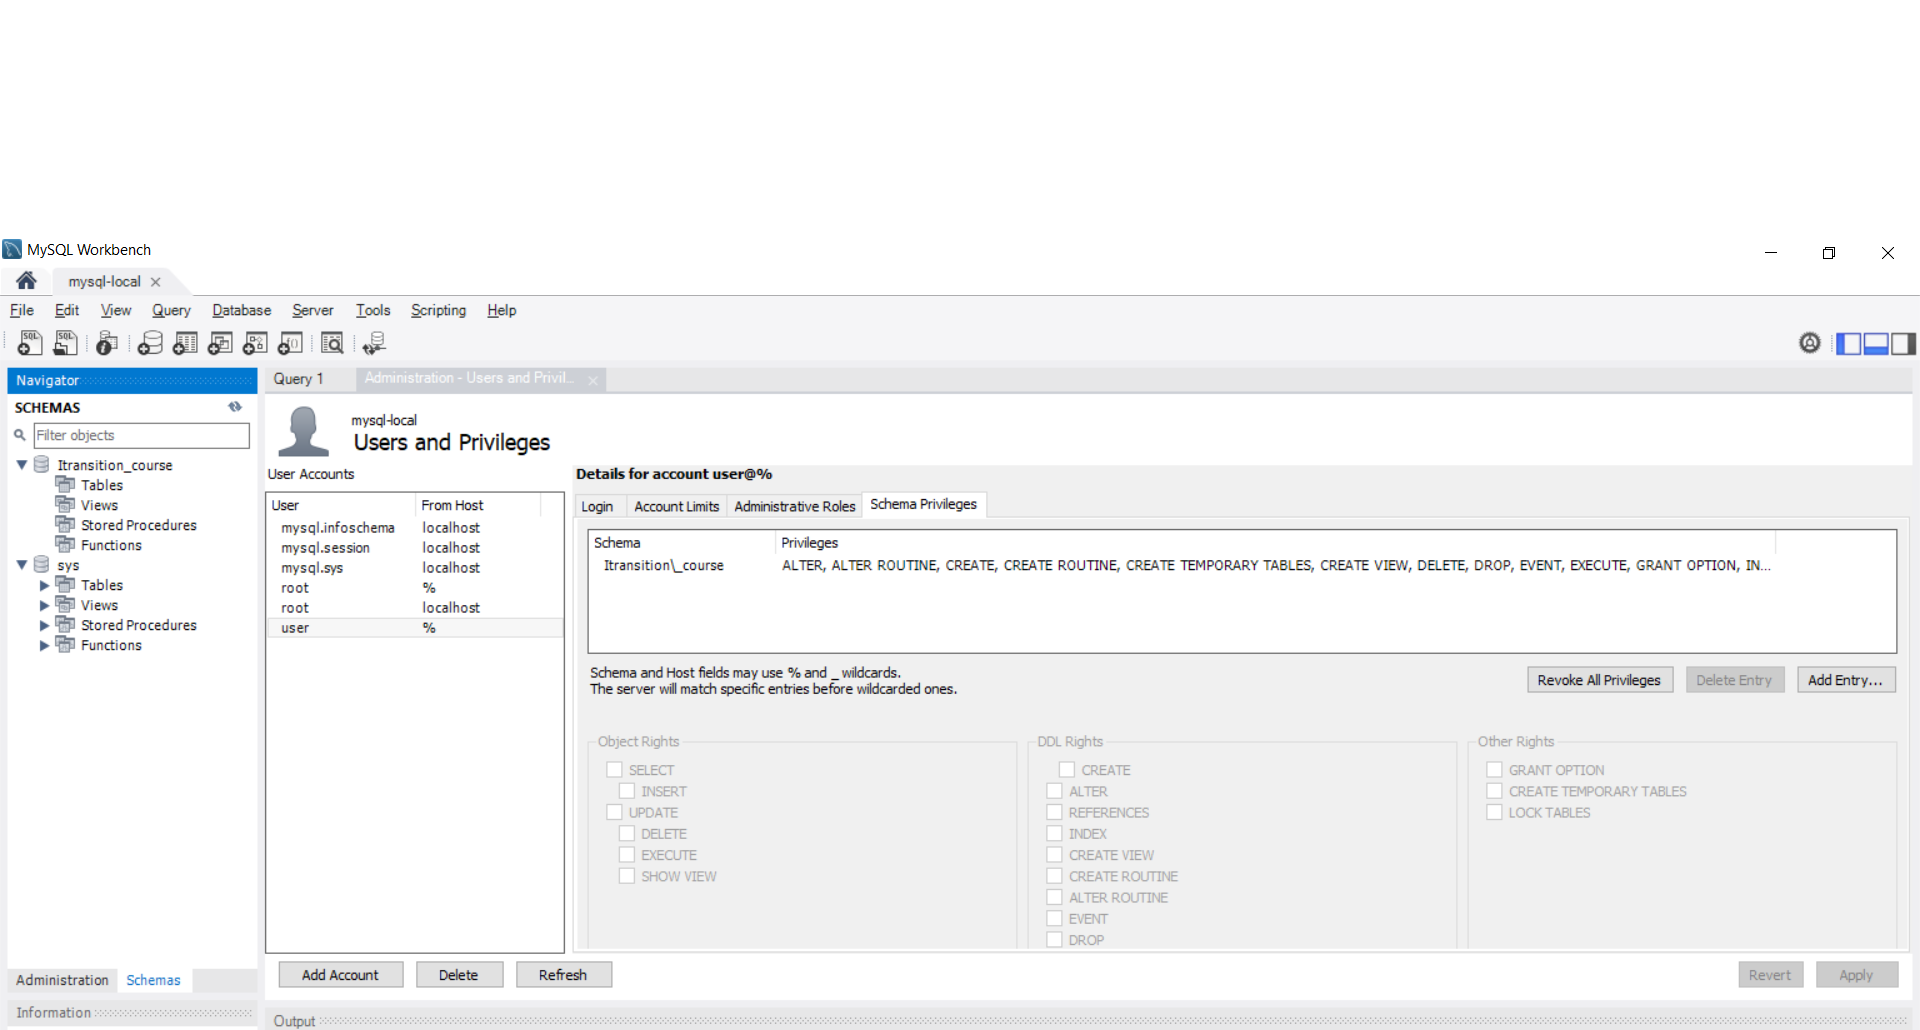 MySQL Workbench
mysql-local
File Edit View Query Database Server Tools Scripting Help
Navigator
SCHEMAS
Filter objects
Itransition_course
Tables
Views
Stored Procedures
Functions
sys
Tables
Views
Stored Procedures
Functions
Administration Schemas
Information
Query 1 Administration - Users and Privil...
mysql-local
Users and Privileges
User Accounts
User From Host
mysql.infoschema localhost
mysql.session localhost
mysql.sys localhost
root %
root localhost
user %
Add Account Delete Refresh
Details for account user@%
Login Account Limits Administrative Roles Schema Privileges
Schema Privileges
Itransition\_course ALTER, ALTER ROUTINE, CREATE, CREATE ROUTINE, CREATE TEMPORARY TABLES, CREATE VIEW, DELETE, DROP, EVENT, EXECUTE, GRANT OPTION, IN...
Schema and Host fields may use % and _ wildcards.
The server will match specific entries before wildcarded ones.
Revoke All Privileges Delete Entry Add Entry...
Object Rights
SELECT
INSERT
UPDATE
DELETE
EXECUTE
SHOW VIEW
DDL Rights
CREATE
ALTER
REFERENCES
INDEX
CREATE VIEW
CREATE ROUTINE
ALTER ROUTINE
EVENT
DROP
Other Rights
GRANT OPTION
CREATE TEMPORARY TABLES
LOCK TABLES
Revert Apply
Output